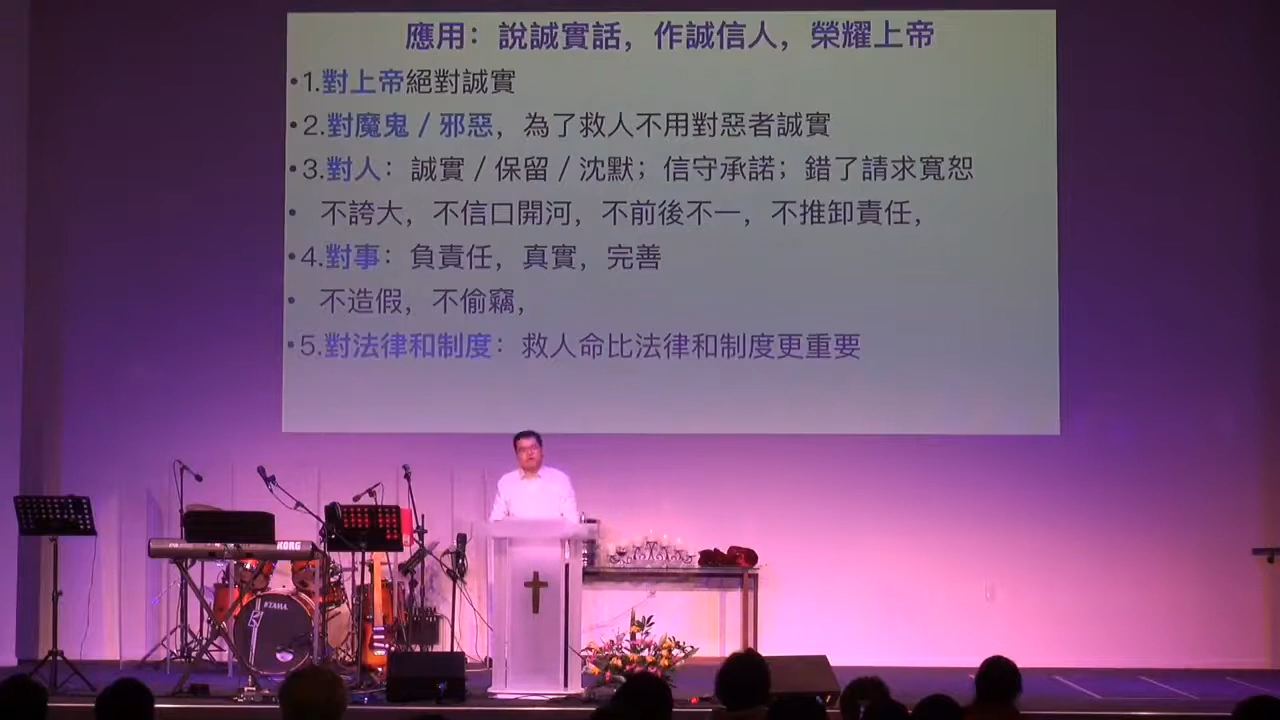 應用：說誠實話，作誠信人，榮耀上帝
•1.對上帝絕對誠實
•2.對魔鬼／邪惡，為了救人不用對惡者誠實
•3.對人：誠實／保留／沈默；信守承諾；錯了請求寬恕
• 不誇大，不信口開河，不前後不一，不推卸責任，
•4.對事：負責任，真實，完善
• 不造假，不偷竊，
•5.對法律和制度：救人命比法律和制度更重要
KORG
TAMA